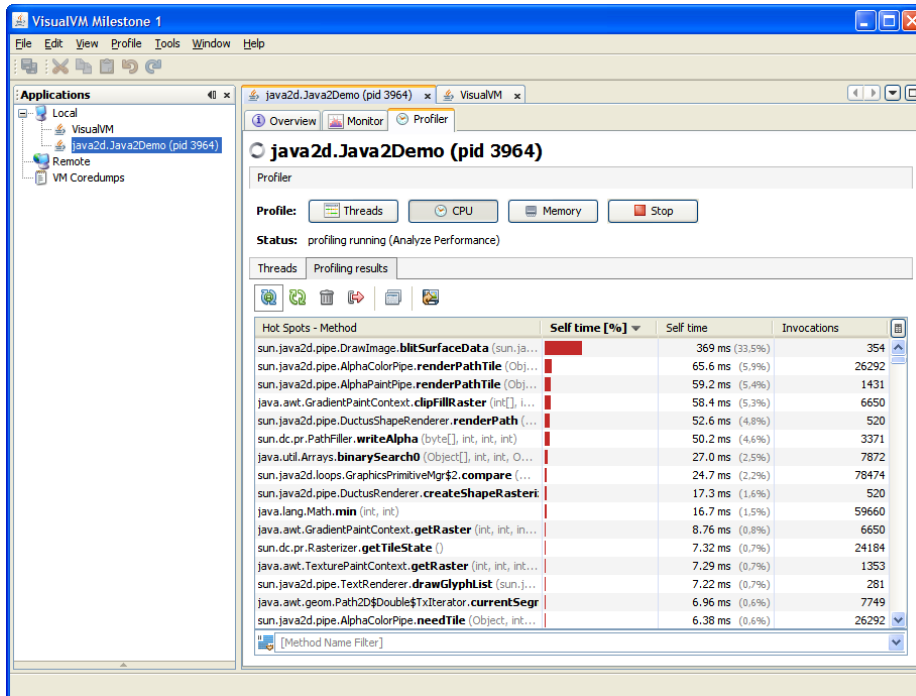 VisualVM Milestone 1
File Edit View Profile Tools Window Help
Applications
Local
VisualVM
java2d.Java2Demo (pid 3964)
Remote
VM Coredumps
java2d.Java2Demo (pid 3964) x VisualVM x
Overview Monitor Profiler
java2d.Java2Demo (pid 3964)
Profiler
Profile: Threads CPU Memory Stop
Status: profiling running (Analyze Performance)
Threads Profiling results
Hot Spots - Method Self time [%] Self time Invocations
sun.java2d.pipe.DrawImage.blitSurfaceData (sun.ja... 369 ms (33,5%) 354
sun.java2d.pipe.AlphaColorPipe.renderPathTile (Obj... 65.6 ms (5,9%) 26292
sun.java2d.pipe.AlphaPaintPipe.renderPathTile (Obj... 59.2 ms (5,4%) 1431
java.awt.GradientPaintContext.clipFillRaster (int[], i... 58.4 ms (5,3%) 6650
sun.java2d.pipe.DuctusShapeRenderer.renderPath (... 52.6 ms (4,8%) 520
sun.dc.pr.PathFiller.writeAlpha (byte[], int, int, int) 50.2 ms (4,6%) 3371
java.util.Arrays.binarySearch0 (Object[], int, int, O... 27.0 ms (2,5%) 7872
sun.java2d.loops.GraphicsPrimitiveMgr$2.compare (... 24.7 ms (2,2%) 78474
sun.java2d.pipe.DuctusRenderer.createShapeRasteri: 17.3 ms (1,6%) 520
java.lang.Math.min (int, int) 16.7 ms (1,5%) 59660
java.awt.GradientPaintContext.getRaster (int, int, in... 8.76 ms (0,8%) 6650
sun.dc.pr.Rasterizer.getTileState () 7.32 ms (0,7%) 24184
java.awt.TexturePaintContext.getRaster (int, int, int... 7.29 ms (0,7%) 1353
sun.java2d.pipe.TextRenderer.drawGlyphList (sun.j... 7.22 ms (0,7%) 281
java.awt.geom.Path2D$Double$TxIterator.currentSegr 6.96 ms (0,6%) 7749
sun.java2d.pipe.AlphaColorPipe.needTile (Object, int... 6.38 ms (0,6%) 26292
[Method Name Filter]